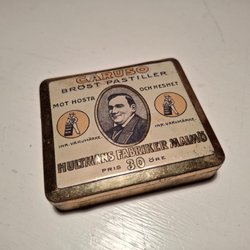 CARUSO
BRÖST PASTILLER
MOT HOSTA OCH HESHET
INR. VARUMÄRKE. INR. VARUMÄRKE.
HULTMANS FABRIKER MALMÖ
PRIS 30 ÖRE